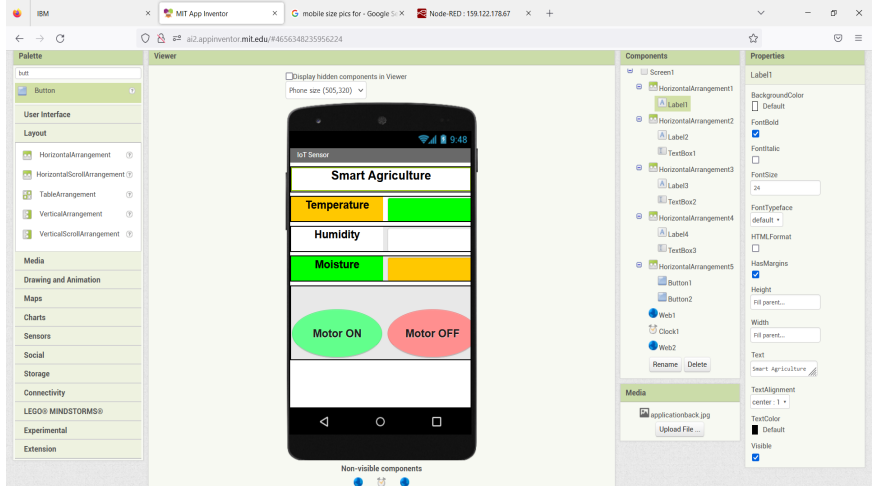 IBM
MIT App Inventor
mobile size pics for - Google Se
Node-RED : 159.122.178.67
ai2.appinventor.mit.edu/#4656348235956224
Palette
butt
Button
User Interface
Layout
HorizontalArrangement
HorizontalScrollArrangement
TableArrangement
VerticalArrangement
VerticalScrollArrangement
Media
Drawing and Animation
Maps
Charts
Sensors
Social
Storage
Connectivity
LEGO® MINDSTORMS®
Experimental
Extension
Viewer
Display hidden components in Viewer
Phone size (505,320)
9:48
IoT Sensor
Smart Agriculture
Temperature
Humidity
Moisture
Motor ON
Motor OFF
Non-visible components
Components
Screen1
HorizontalArrangement1
Label1
HorizontalArrangement2
Label2
TextBox1
HorizontalArrangement3
Label3
TextBox2
HorizontalArrangement4
Label4
TextBox3
HorizontalArrangement5
Button1
Button2
Web1
Clock1
Web2
Rename Delete
Media
applicationback.jpg
Upload File ...
Properties
Label1
BackgroundColor
Default
FontBold
FontItalic
FontSize
24
FontTypeface
default
HTMLFormat
HasMargins
Height
Fill parent...
Width
Fill parent...
Text
Smart Agriculture
TextAlignment
center : 1
TextColor
Default
Visible